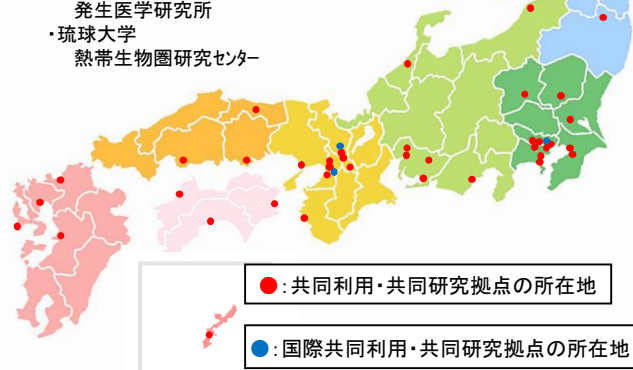 発生医学研究所
・琉球大学
熱帯生物圏研究センター
●：共同利用・共同研究拠点の所在地
●：国際共同利用・共同研究拠点の所在地